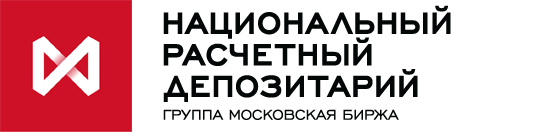 НАЦИОНАЛЬНЫЙ
РАСЧЕТНЫЙ
ДЕПОЗИТАРИЙ
ГРУППА МОСКОВСКАЯ БИРЖА